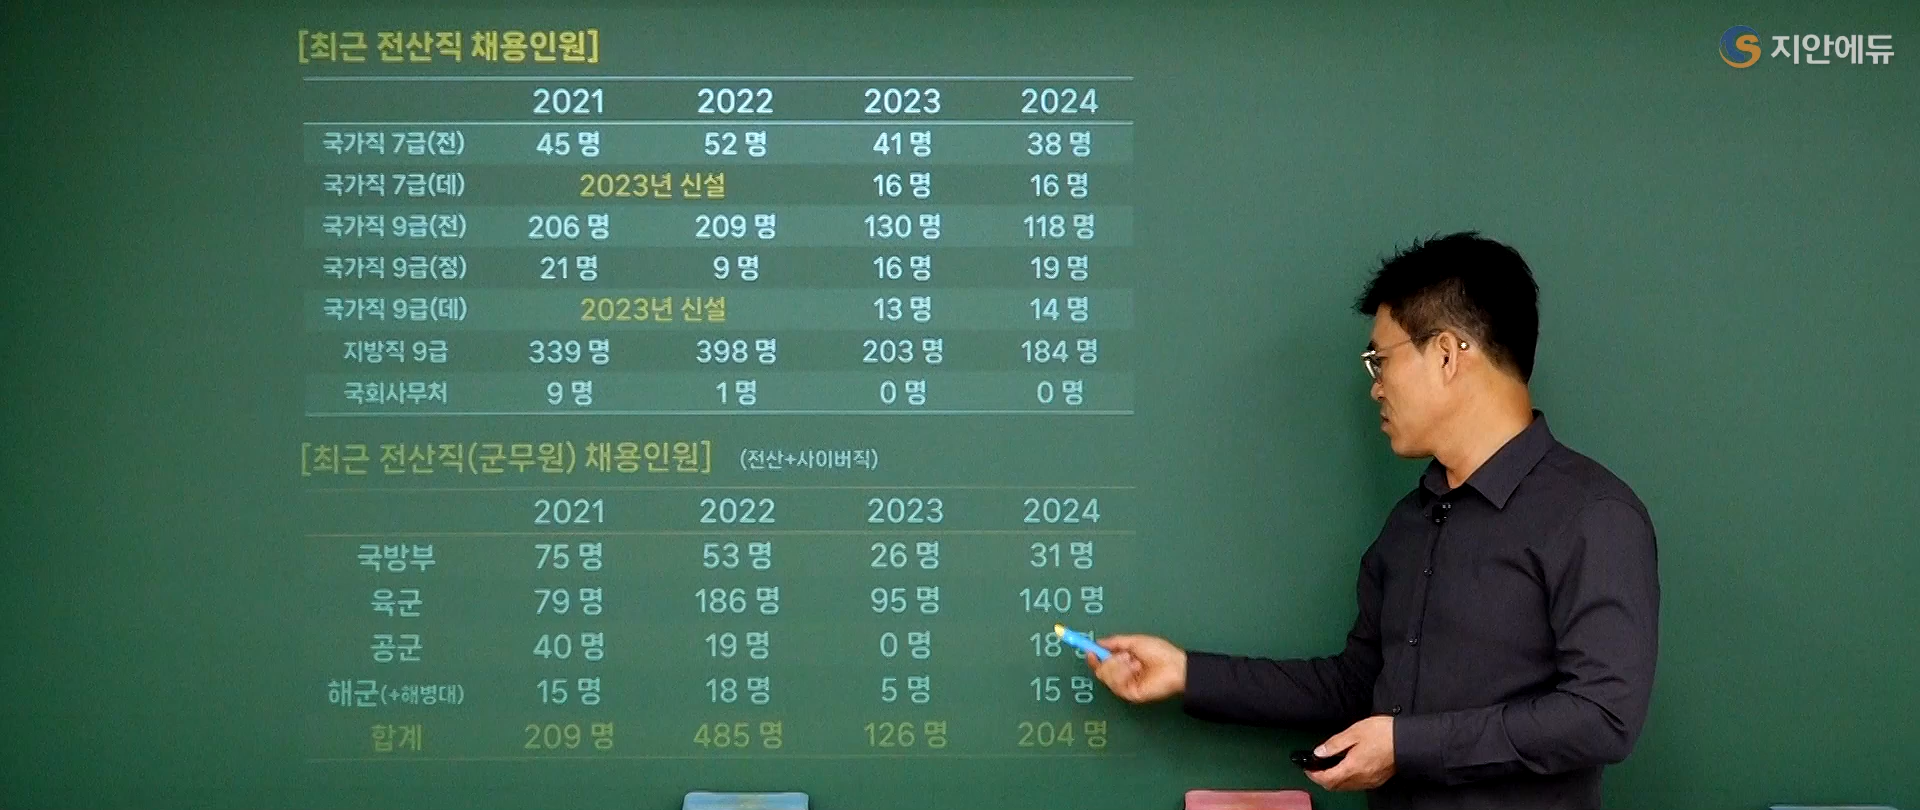 [최근 전산직 채용인원]
지안에듀
2021 2022 2023 2024
국가직 7급(전) 45 명 52 명 41 명 38 명
국가직 7급(데) 2023년 신설 16 명 16 명
국가직 9급(전) 206 명 209 명 130 명 118 명
국가직 9급(정) 21 명 9 명 16 명 19 명
국가직 9급(데) 2023년 신설 13 명 14 명
지방직 9급 339 명 398 명 203 명 184 명
국회사무처 9 명 1 명 0 명 0 명
[최근 전산직(군무원) 채용인원] (전산+사이버직)
2021 2022 2023 2024
국방부 75 명 53 명 26 명 31 명
육군 79 명 186 명 95 명 140 명
공군 40 명 19 명 0 명 18 명
해군(+해병대) 15 명 18 명 5 명 15 명
합계 209 명 485 명 126 명 204 명